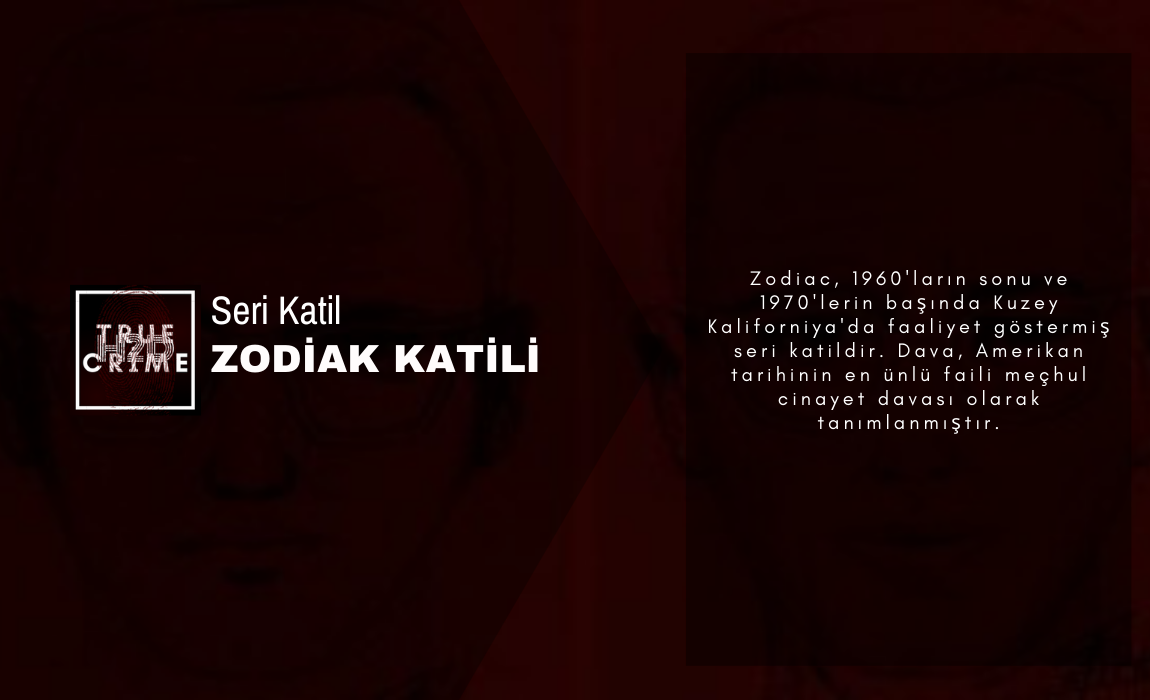 TRUE
H2D
CRIME
Seri Katil
ZODİAK KATİLİ
Zodiac, 1960'ların sonu ve
1970'lerin başında Kuzey
Kaliforniya'da faaliyet göstermiş
seri katildir. Dava, Amerikan
tarihinin en ünlü faili meçhul
cinayet davası olarak
tanımlanmıştır.